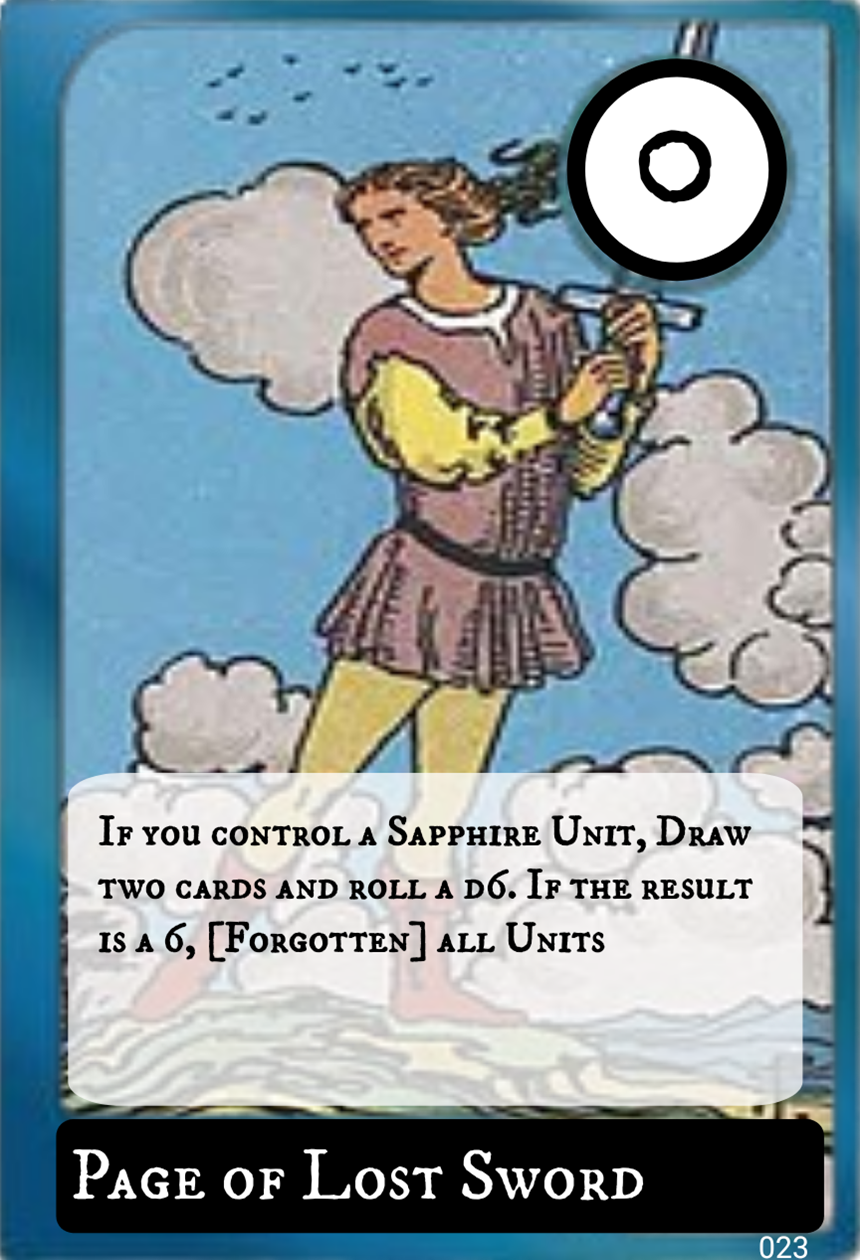 0
If you control a Sapphire Unit, Draw
two cards and roll a d6. If the result
is a 6, [Forgotten] all Units
Page of Lost Sword
023